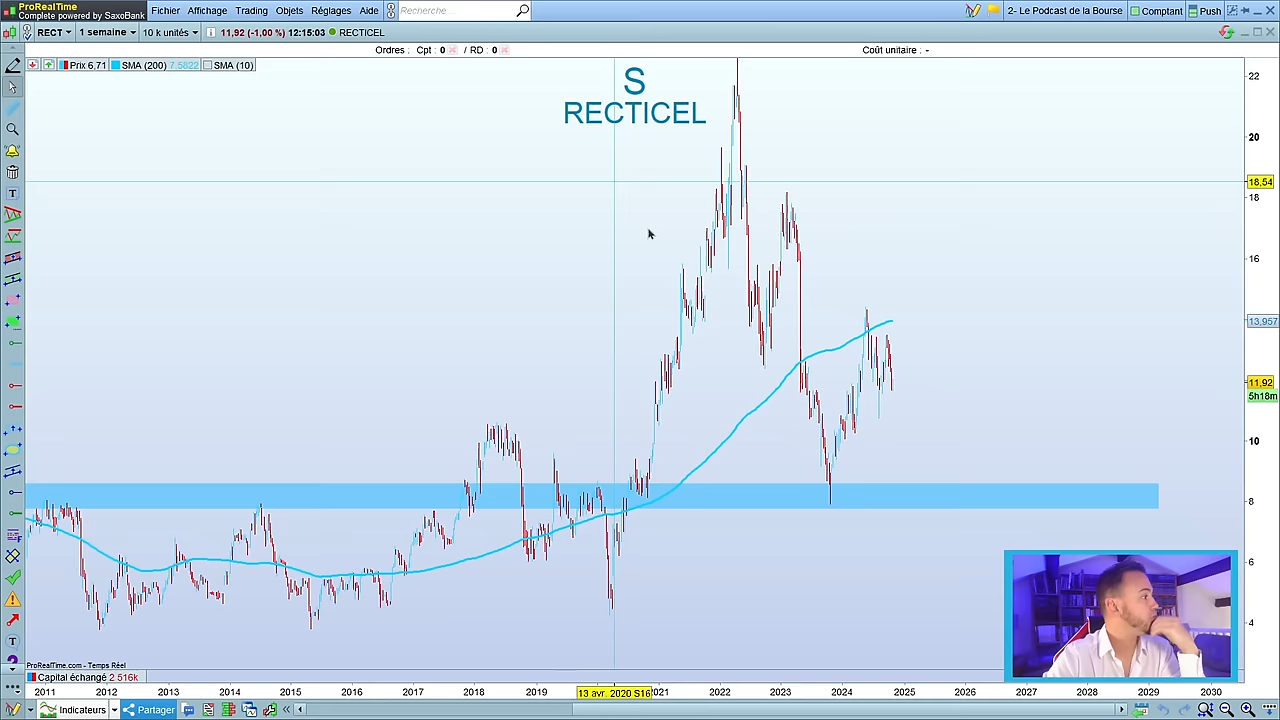 ProRealTime
Complete powered by SaxoBank
Fichier Affichage Trading Objets Réglages Aide Recherche 2- Le Podcast de la Bourse Comptant Push
RECT 1 semaine 10 k unités i 11,92 (-1,00 %) 12:15:03 RECTICEL
Ordres : Cpt : 0 / RD : 0 Coût unitaire : -
Prix 6,71 SMA (200) 7,5822 SMA (10)
S
RECTICEL
22
20
18,54
18
16
13,957
11,92
5h18m
10
8
6
4
T
T
ProRealTime.com - Temps Réel
Capital échangé 2 516k
2011 2012 2013 2014 2015 2016 2017 2018 2019 13 avr. 2020 S16 2021 2022 2023 2024 2025 2026 2027 2028 2029 2030
Indicateurs Partager